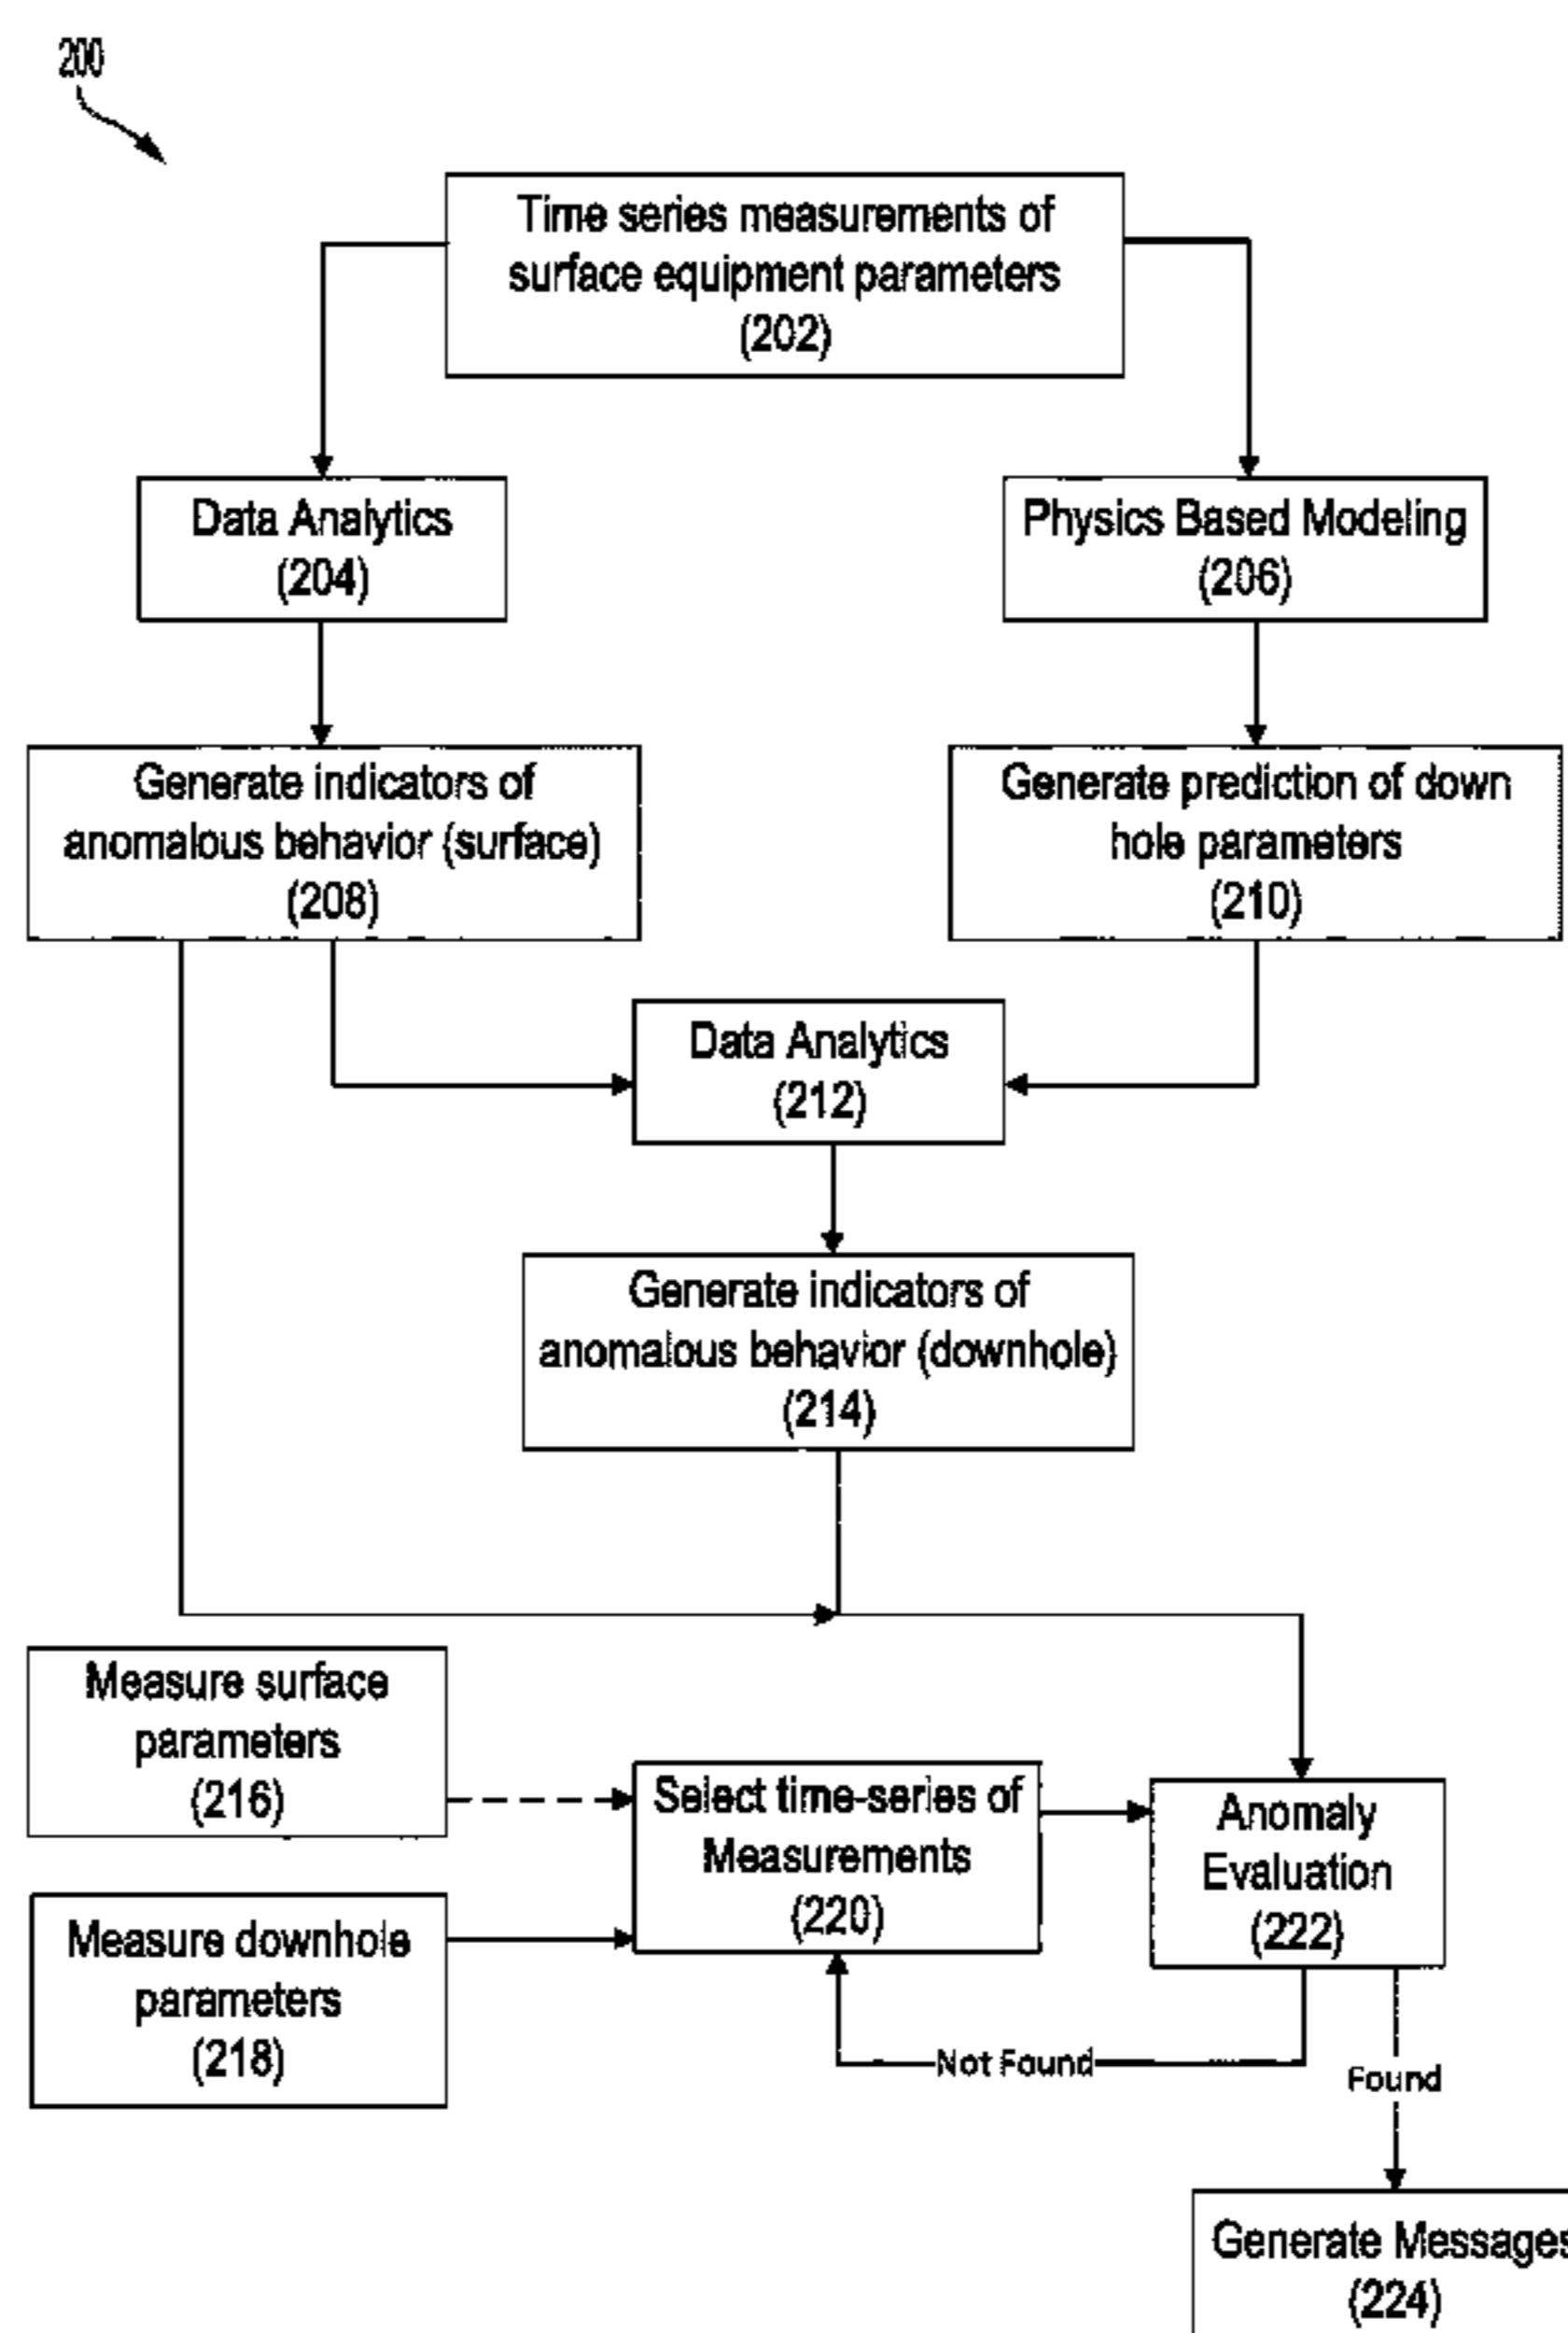 200
Time series measurements of
surface equipment parameters
(202)
Data Analytics
(204)
Physics Based Modeling
(206)
Generate indicators of
anomalous behavior (surface)
(208)
Generate prediction of down
hole parameters
(210)
Data Analytics
(212)
Generate indicators of
anomalous behavior (downhole)
(214)
Measure surface
parameters
(216)
Select time-series of
Measurements
(220)
Anomaly
Evaluation
(222)
Measure downhole
parameters
(218)
Not Found
Found
Generate Messages
(224)